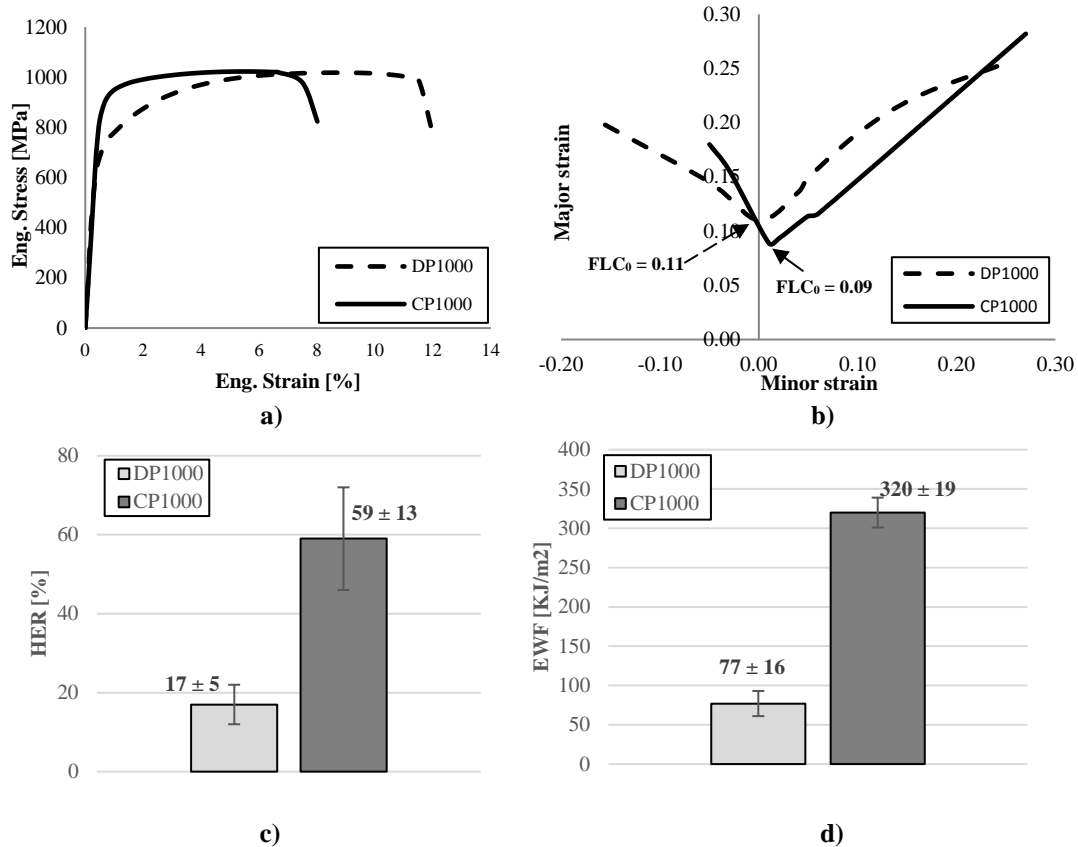 1200
1000
800
600
400
200
0
Eng. Stress [MPa]
DP1000
CP1000
0 2 4 6 8 10 12 14
Eng. Strain [%]
a)
0.30
0.25
0.20
0.15
0.10
0.05
0.00
Major strain
FLC₀ = 0.11
FLC₀ = 0.09
DP1000
CP1000
-0.20 -0.10 0.00 0.10 0.20 0.30
Minor strain
b)
80
60
40
20
0
HER [%]
DP1000
CP1000
17 ± 5
59 ± 13
c)
400
350
300
250
200
150
100
50
0
EWF [KJ/m2]
DP1000
CP1000
77 ± 16
320 ± 19
d)